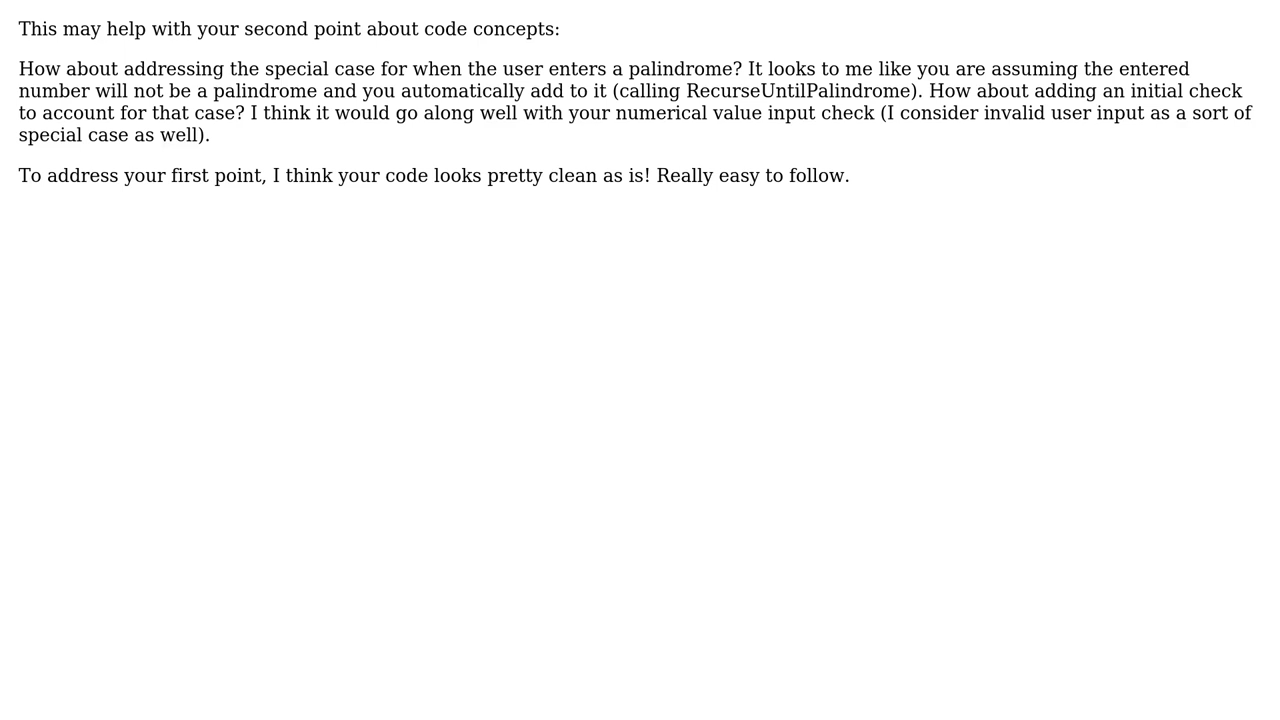 This may help with your second point about code concepts:
How about addressing the special case for when the user enters a palindrome? It looks to me like you are assuming the entered
number will not be a palindrome and you automatically add to it (calling RecurseUntilPalindrome). How about adding an initial check
to account for that case? I think it would go along well with your numerical value input check (I consider invalid user input as a sort of
special case as well).
To address your first point, I think your code looks pretty clean as is! Really easy to follow.